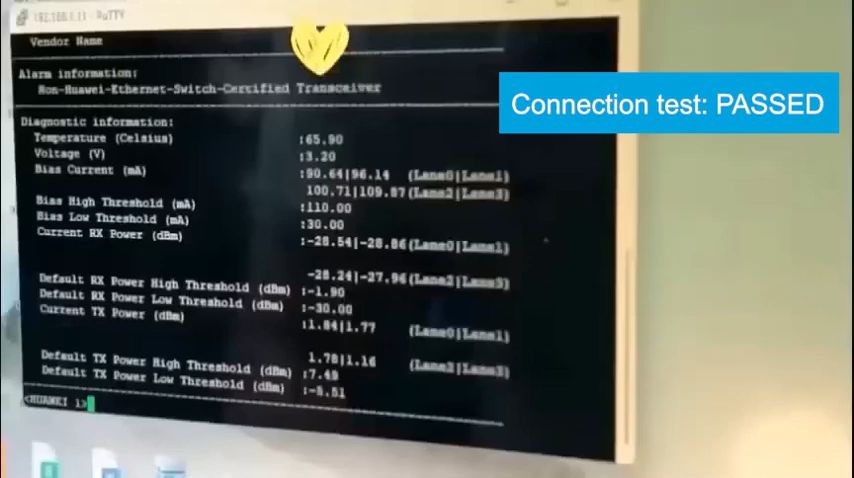 192.168.1.11 - PuTTY
Vendor Name
Alarm information:
Non-Huawei-Ethernet-Switch-Certified Transceiver
Connection test: PASSED
Diagnostic information:
Temperature (Celsius) :65.90
Voltage (V) :3.20
Bias Current (mA) :90.64|96.14 (Lane0|Lane1)
100.71|109.87(Lane2|Lane3)
Bias High Threshold (mA) :110.00
Bias Low Threshold (mA) :30.00
Current RX Power (dBm) :-28.54|-28.86(Lane0|Lane1)
-28.24|-27.96(Lane2|Lane3)
Default RX Power High Threshold (dBm) :-1.90
Default RX Power Low Threshold (dBm) :-30.00
Current TX Power (dBm) :1.84|1.77 (Lane0|Lane1)
1.78|1.16 (Lane2|Lane3)
Default TX Power High Threshold (dBm) :7.49
Default TX Power Low Threshold (dBm) :-5.51
<HUAWEI 1>